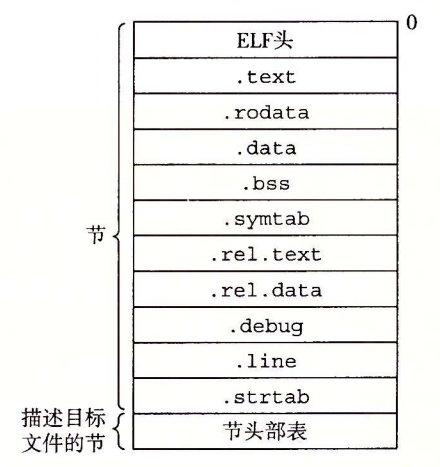 0
ELF头
.text
.rodata
.data
.bss
.symtab
节
.rel.text
.rel.data
.debug
.line
.strtab
描述目标
文件的节
节头部表